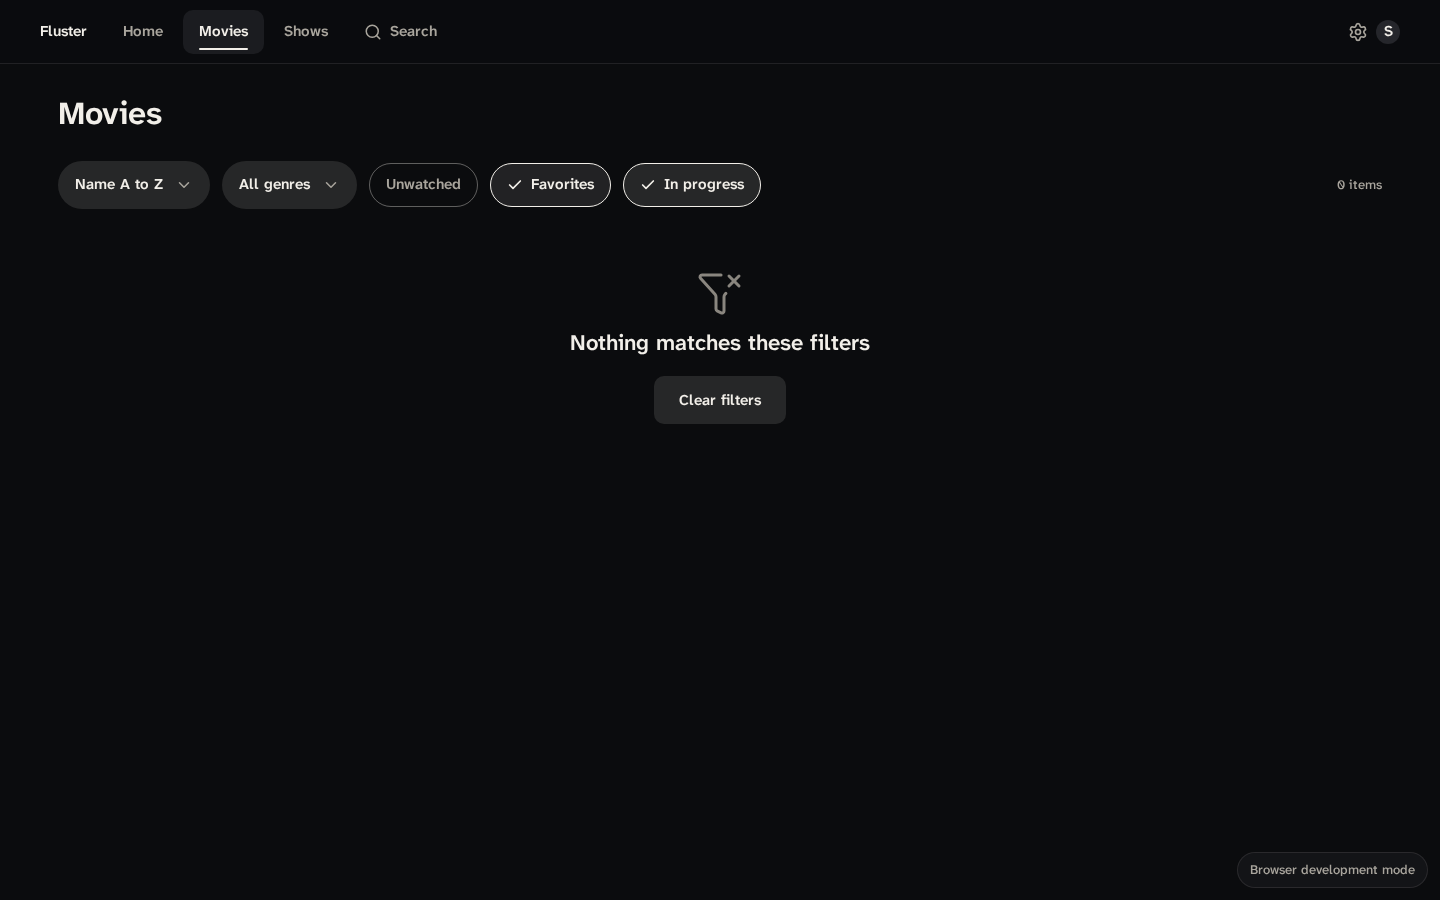 Fluster Home Movies Shows Search S
Movies
Name A to Z All genres Unwatched Favorites In progress 0 items
Nothing matches these filters
Clear filters
Browser development mode